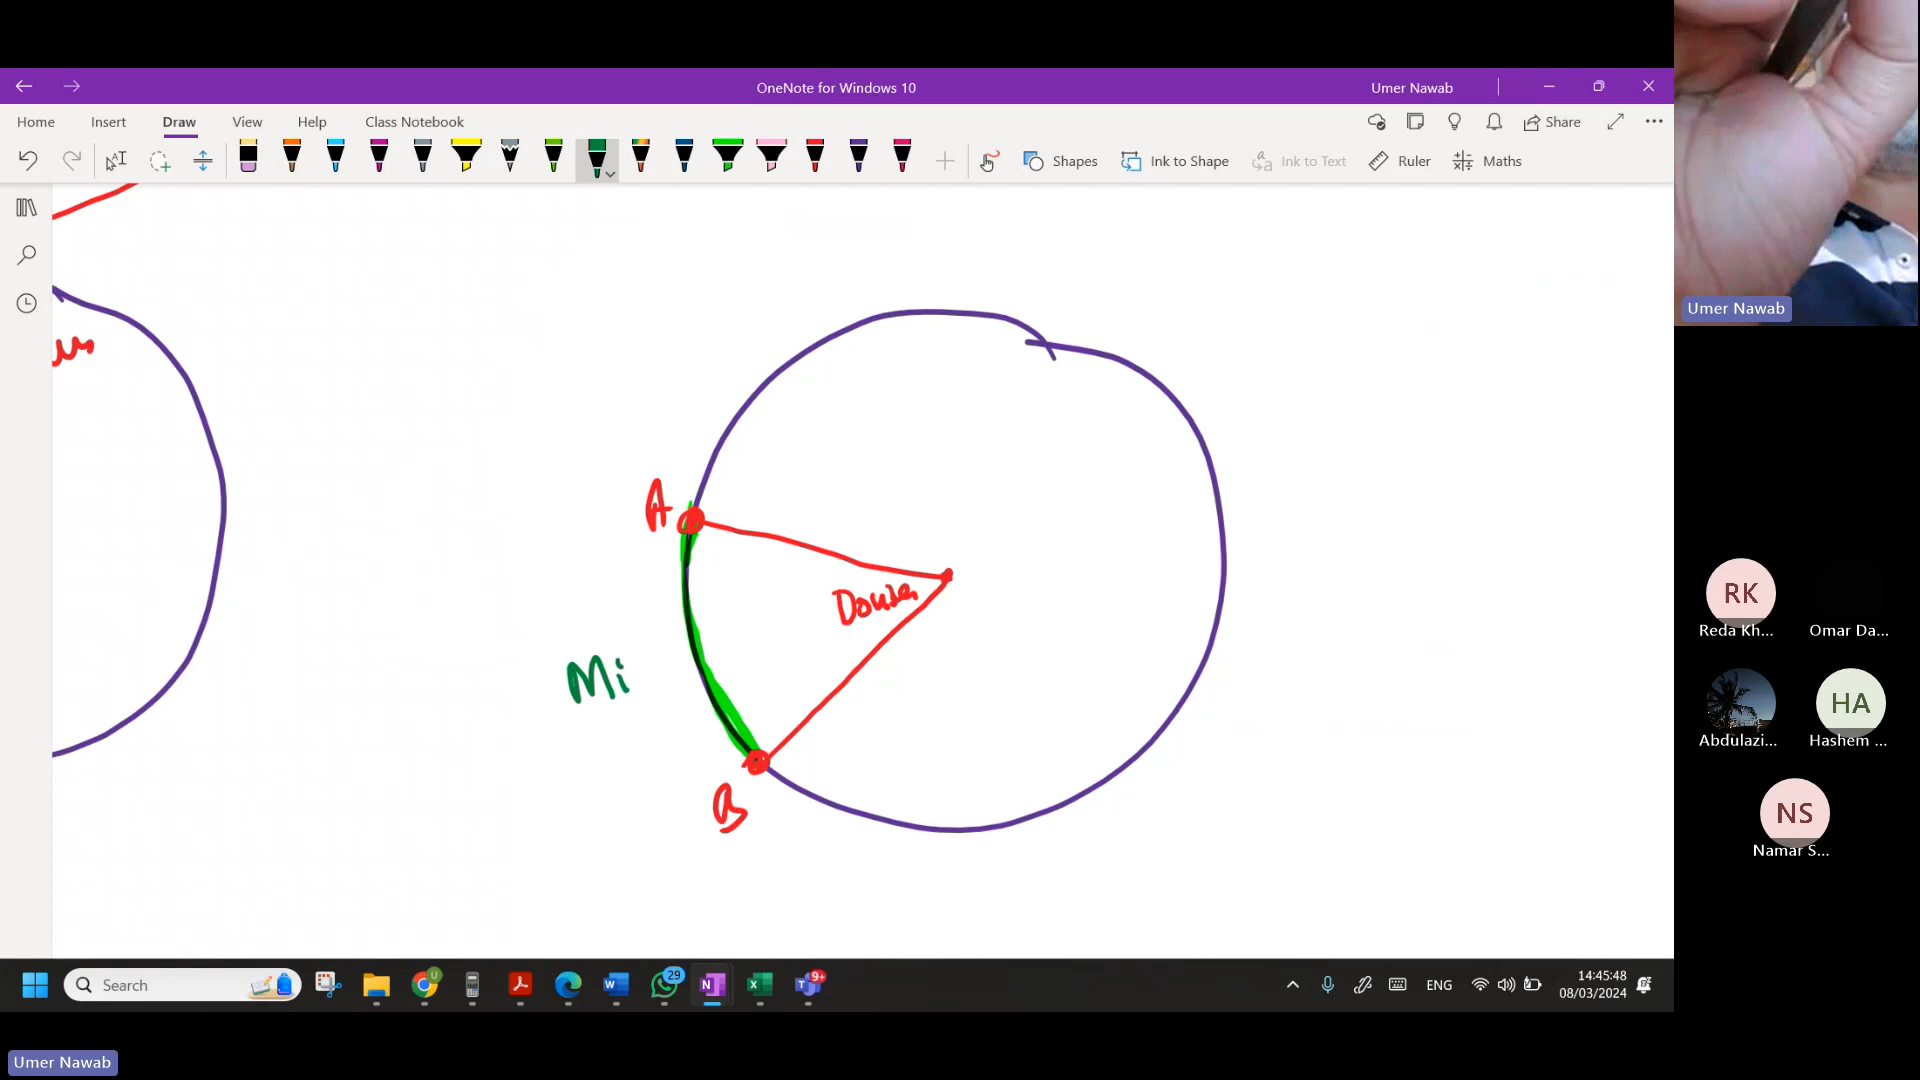 OneNote for Windows 10
Umer Nawab
Home Insert Draw View Help Class Notebook
Share
Shapes Ink to Shape Ink to Text Ruler Maths
Umer Nawab
A
Mi
B
RK
Reda Kh...
Omar Da...
Abdulazi...
HA
Hashem ...
NS
Namar S...
Search
U
29
9+
ENG
14:45:48
08/03/2024
Umer Nawab